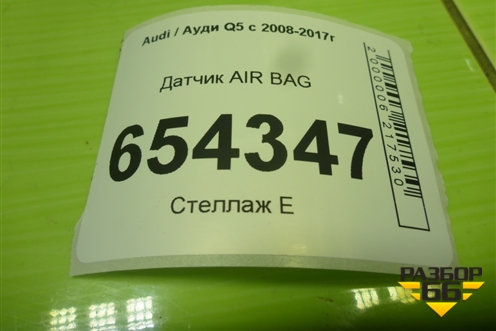 Audi / Ауди Q5 с 2008-2017г
Датчик AIR BAG
654347
Стеллаж Е
2000006217530
РАЗБОР
66